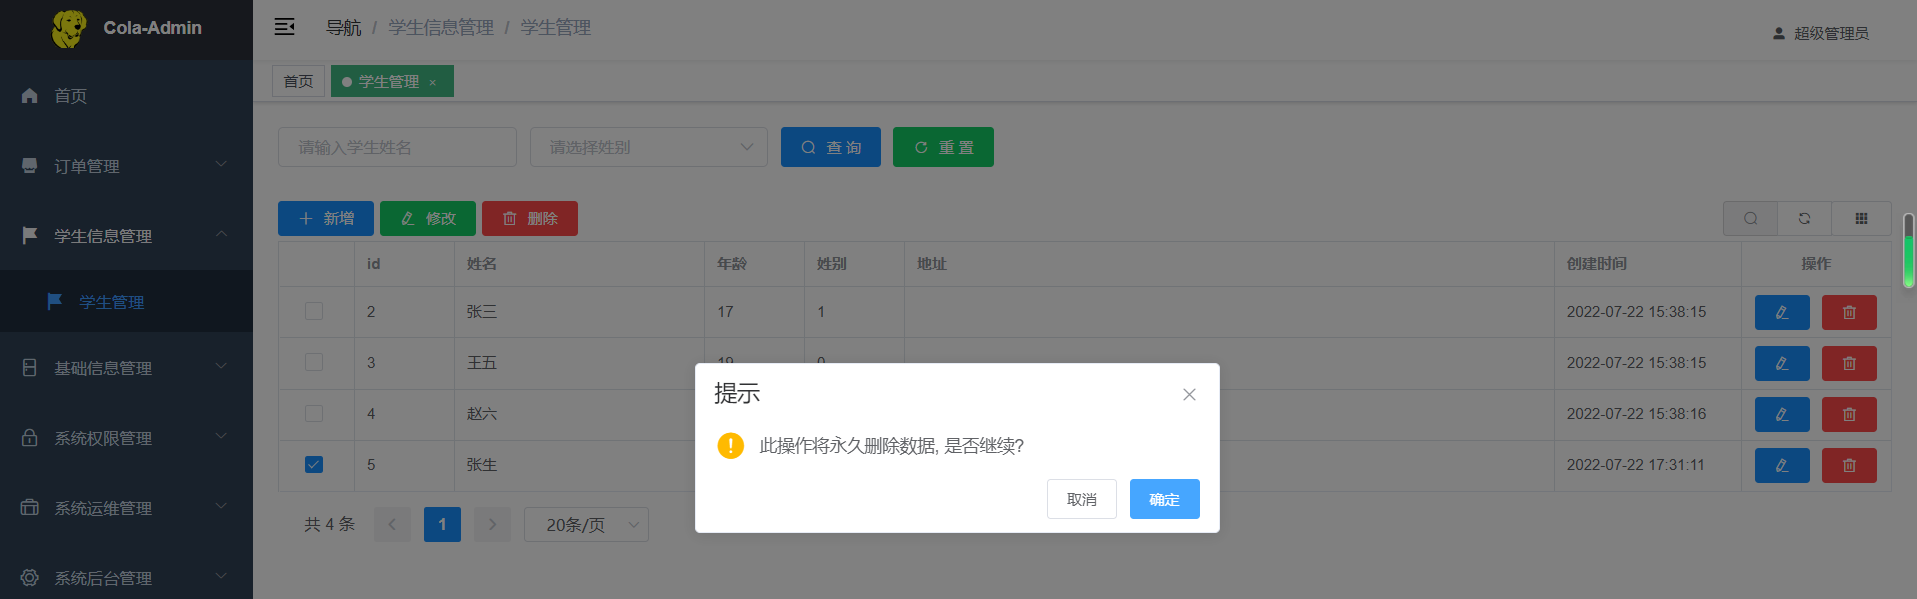 Cola-Admin
导航 / 学生信息管理 / 学生管理
超级管理员
首页
学生管理 ×
首页
订单管理
学生信息管理
学生管理
基础信息管理
系统权限管理
系统运维管理
系统后台管理
请输入学生姓名
请选择姓别
查询
重置
新增
修改
删除
id 姓名 年龄 姓别 地址 创建时间 操作
2 张三 17 1 2022-07-22 15:38:15
3 王五 19 0 2022-07-22 15:38:15
4 赵六 2022-07-22 15:38:16
5 张生 2022-07-22 17:31:11
提示
此操作将永久删除数据, 是否继续?
取消
确定
共 4 条
1
20条/页